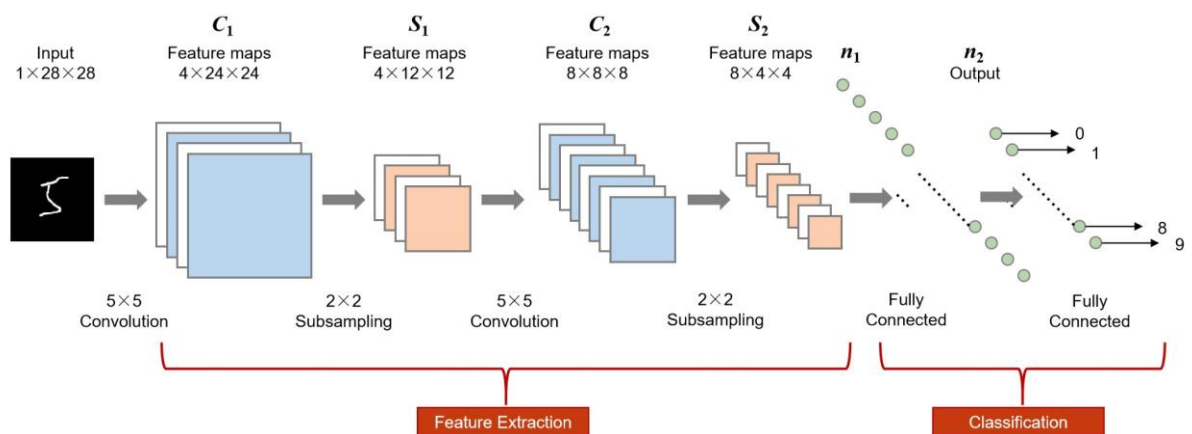 C₁
S₁
C₂
S₂
n₁
n₂
Input
1×28×28
Feature maps
4×24×24
Feature maps
4×12×12
Feature maps
8×8×8
Feature maps
8×4×4
Output
0
1
8
9
5×5
Convolution
2×2
Subsampling
5×5
Convolution
2×2
Subsampling
Fully
Connected
Fully
Connected
Feature Extraction
Classification